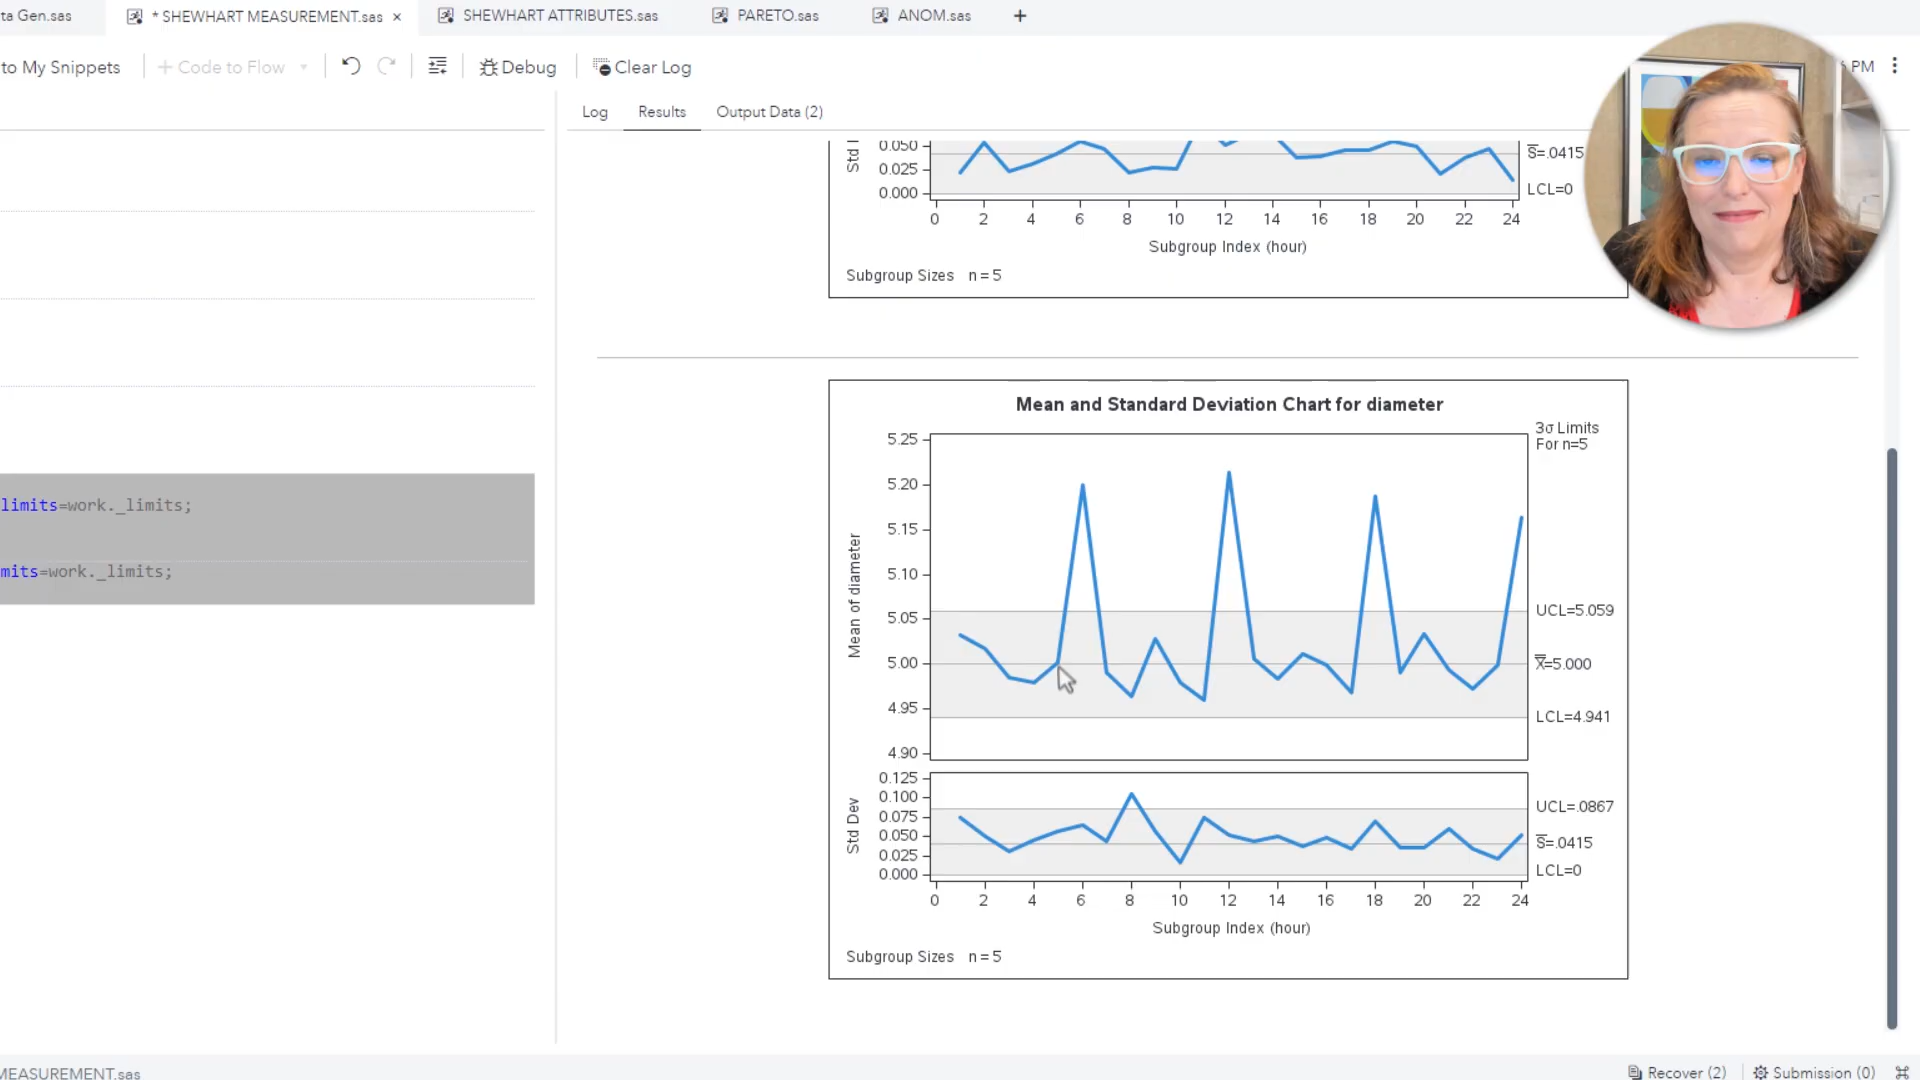 ta Gen.sas
* SHEWHART MEASUREMENT.sas ×
SHEWHART ATTRIBUTES.sas
PARETO.sas
ANOM.sas
+
to My Snippets
+ Code to Flow
Debug
Clear Log
PM
Log
Results
Output Data (2)
limits=work._limits;
mits=work._limits;
Std
0.050
0.025
0.000
S̅=.0415
LCL=0
0 2 4 6 8 10 12 14 16 18 20 22 24
Subgroup Index (hour)
Subgroup Sizes n = 5
Mean and Standard Deviation Chart for diameter
3σ Limits
For n=5
Mean of diameter
5.25
5.20
5.15
5.10
5.05
5.00
4.95
4.90
UCL=5.059
X̿=5.000
LCL=4.941
Std Dev
0.125
0.100
0.075
0.050
0.025
0.000
UCL=.0867
S̅=.0415
LCL=0
0 2 4 6 8 10 12 14 16 18 20 22 24
Subgroup Index (hour)
Subgroup Sizes n = 5
MEASUREMENT.sas
Recover (2)
Submission (0)